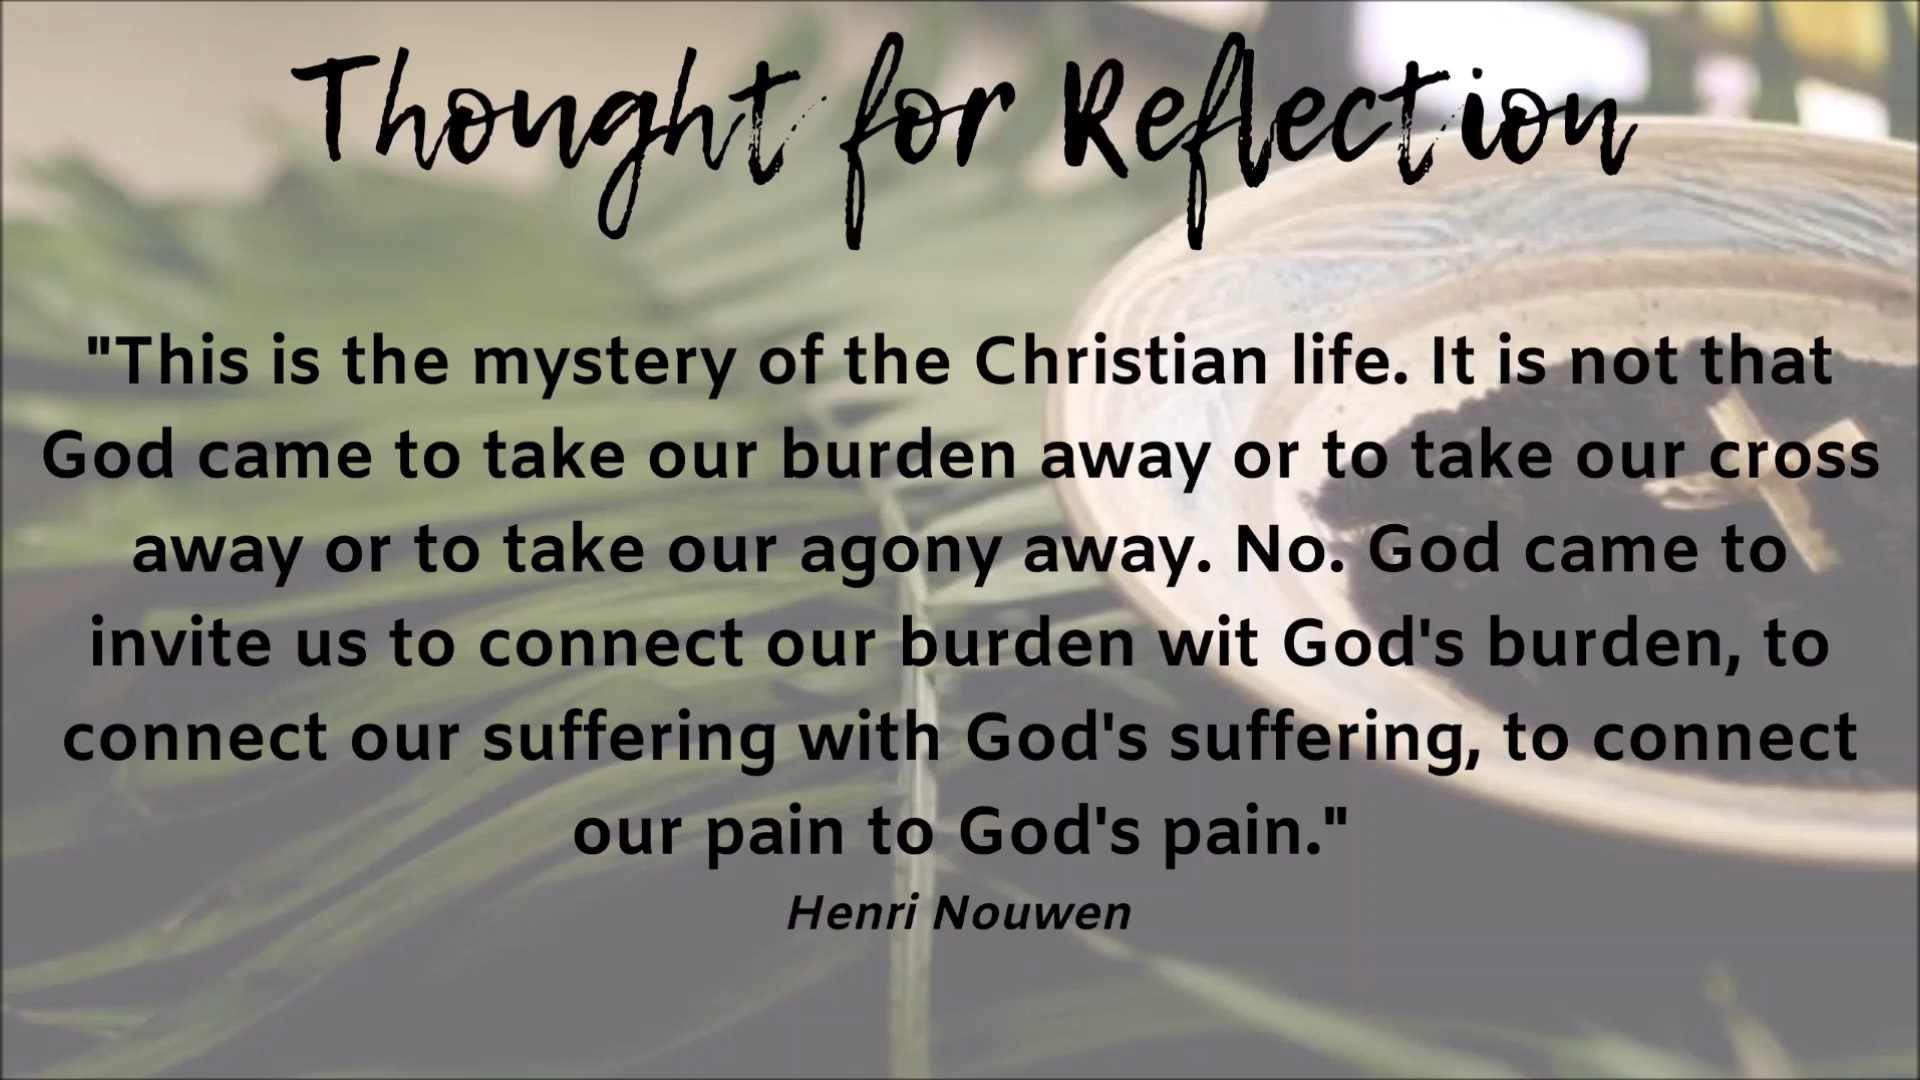 Thought for Reflection
"This is the mystery of the Christian life. It is not that
God came to take our burden away or to take our cross
away or to take our agony away. No. God came to
invite us to connect our burden wit God's burden, to
connect our suffering with God's suffering, to connect
our pain to God's pain."
Henri Nouwen